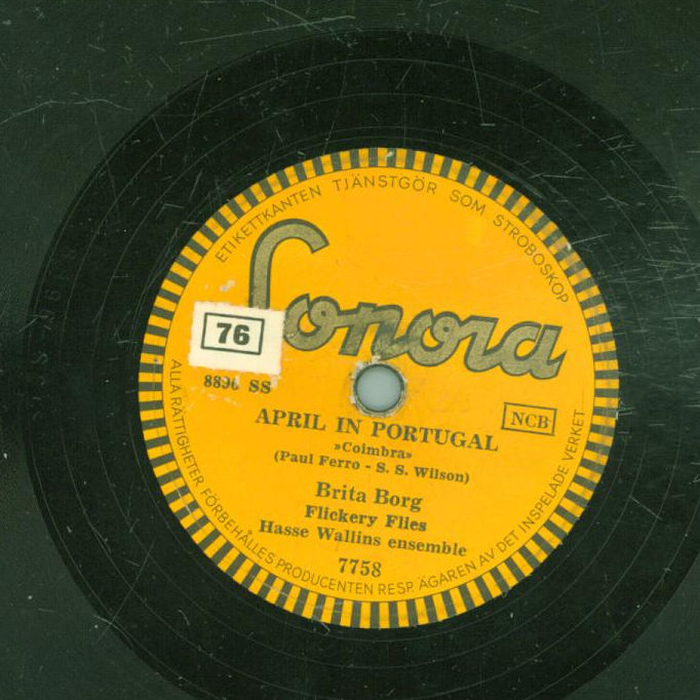 ETIKETTKANTEN TJÄNSTGÖR SOM STROBOSKOP
Sonora
76
8896 SS
NCB
APRIL IN PORTUGAL
»Coimbra»
(Paul Ferro - S. S. Wilson)
Brita Borg
Flickery Flies
Hasse Wallins ensemble
7758
ALLA RÄTTIGHETER FÖRBEHÅLLES PRODUCENTEN RESP. ÄGAREN AV DET INSPELADE VERKET